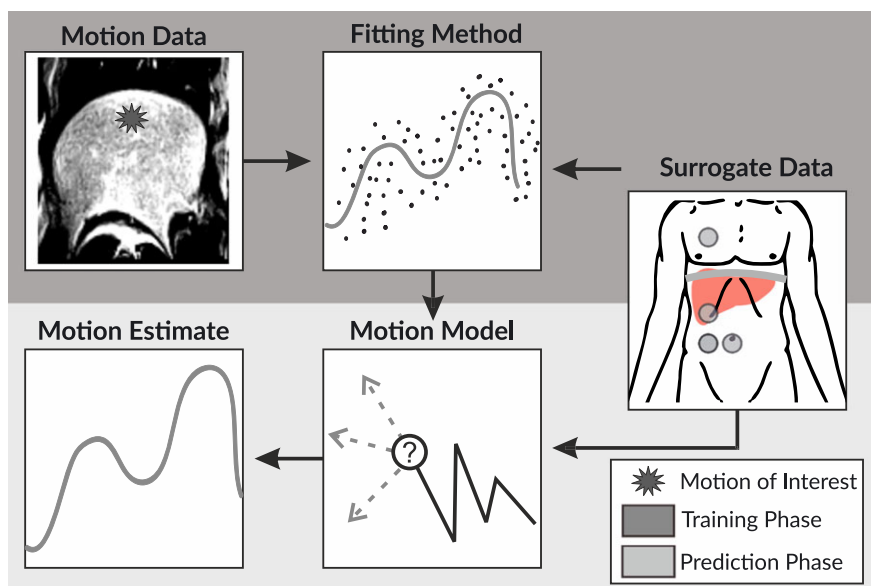 Motion Data
Fitting Method
Surrogate Data
Motion Estimate
Motion Model
?
Motion of Interest
Training Phase
Prediction Phase